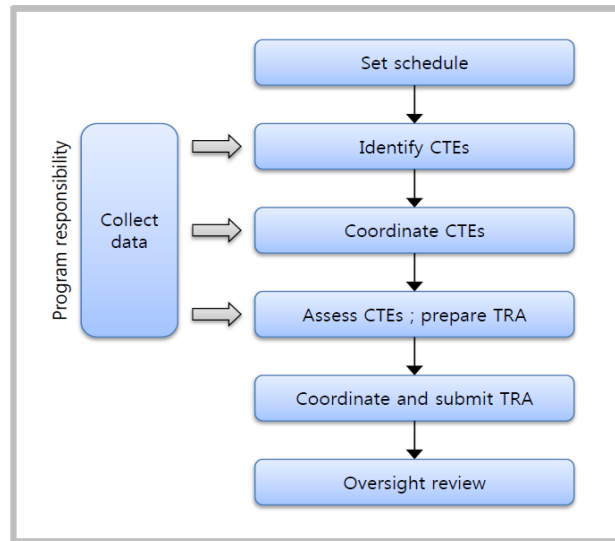 Set schedule
Program responsibility
Collect
data
Identify CTEs
Coordinate CTEs
Assess CTEs ; prepare TRA
Coordinate and submit TRA
Oversight review